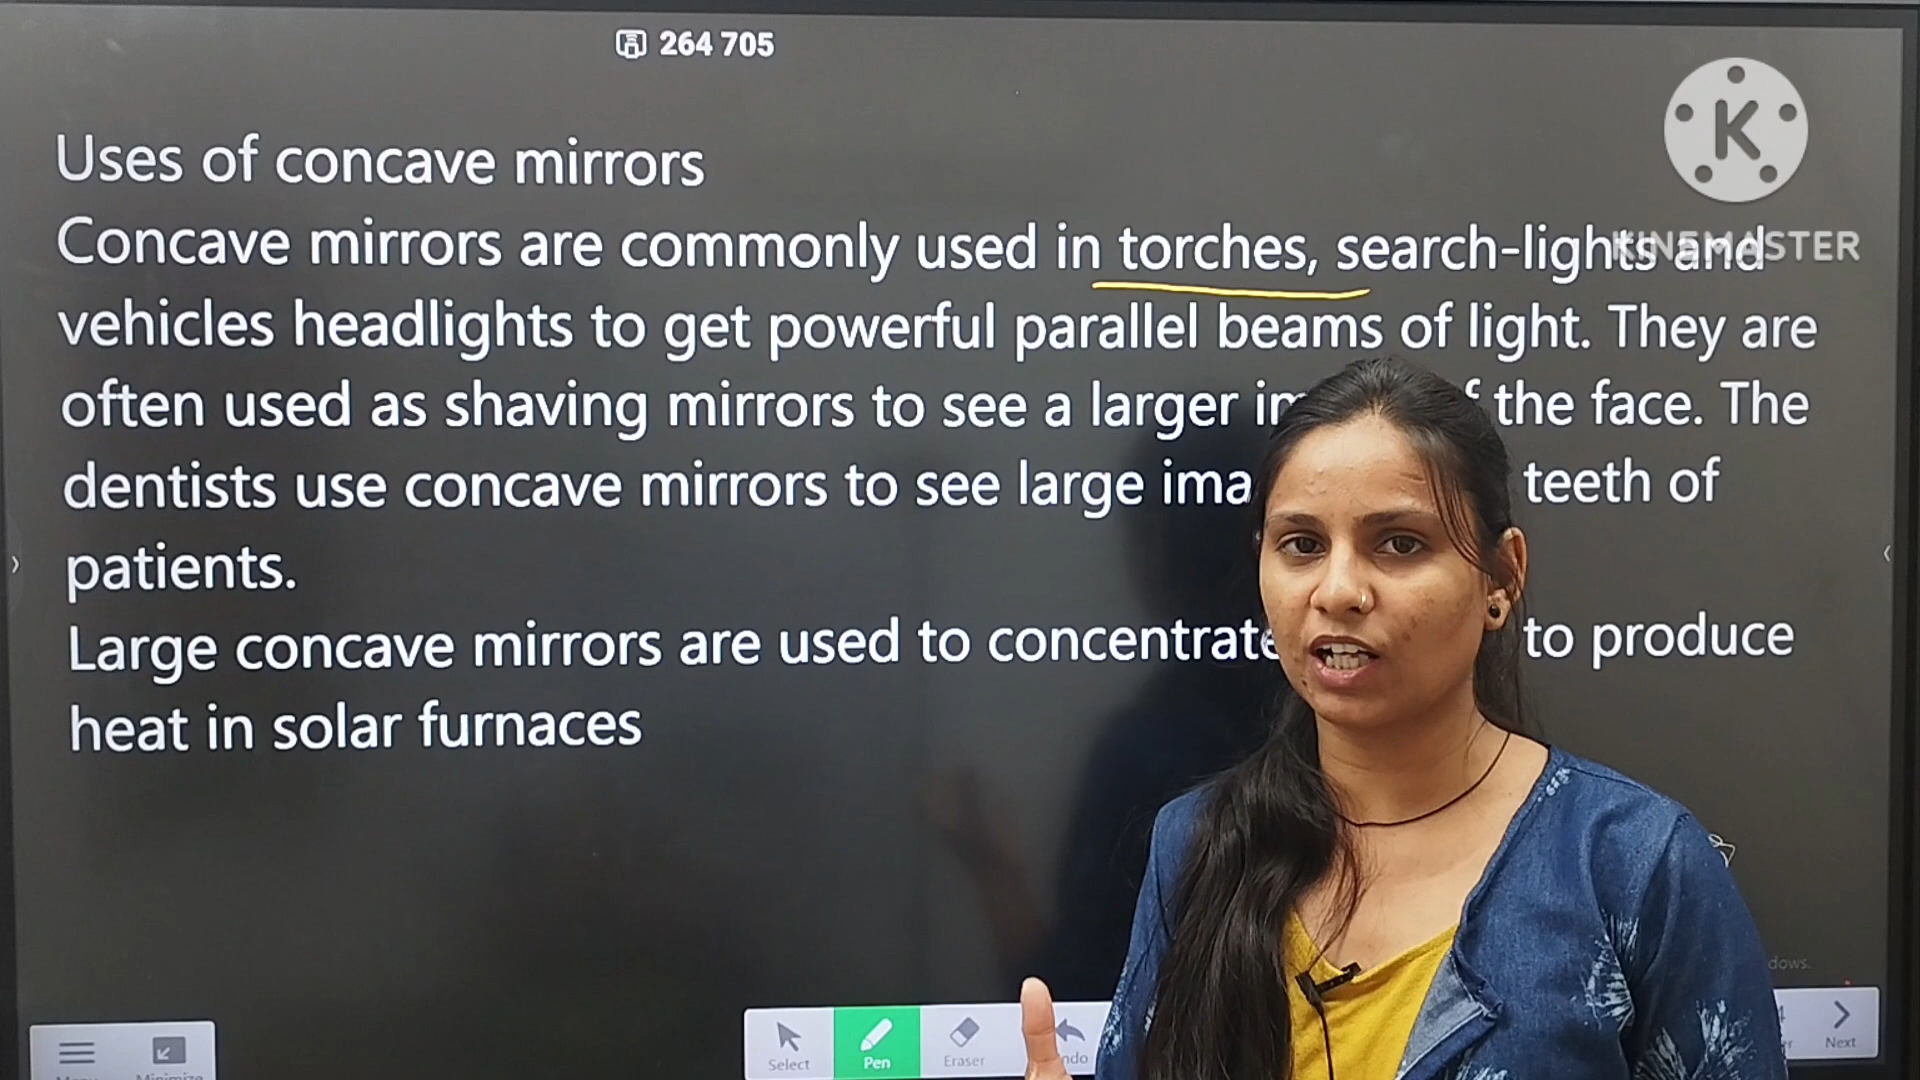 264 705
K
KINEMASTER
Uses of concave mirrors
Concave mirrors are commonly used in torches, search-lights and
vehicles headlights to get powerful parallel beams of light. They are
often used as shaving mirrors to see a larger the face. The
dentists use concave mirrors to see large teeth of
patients.
Large concave mirrors are used to concentrate to produce
heat in solar furnaces
Select Pen Eraser Next
Minimize